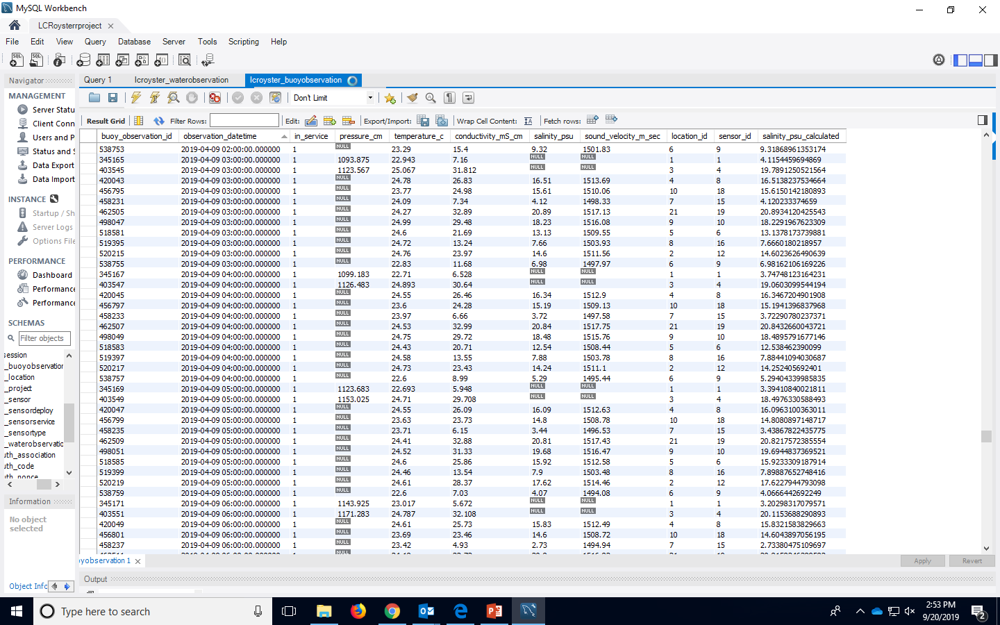 MySQL Workbench
LCRoysterrproject
File Edit View Query Database Server Tools Scripting Help
Navigator
Query 1 lcroyster_waterobservation lcroyster_buoyobservation
MANAGEMENT
Server Statu
Client Conn
Users and P
Status and S
Data Export
Data Import
INSTANCE
Startup / Sh
Server Logs
Options File
PERFORMANCE
Dashboard
Performance
Performance
SCHEMAS
Filter objects
session
_buoyobservation
_location
_project
_sensor
_sensordeploy
_sensorservice
_sensortype
_waterobservatio
uth_association
uth_code
uth_nonce
Information
No object
selected
Object Info
Don't Limit
Result Grid Filter Rows: Edit: Export/Import: Wrap Cell Content: Fetch rows:
buoy_observation_id observation_datetime in_service pressure_cm temperature_c conductivity_mS_cm salinity_psu sound_velocity_m_sec location_id sensor_id salinity_psu_calculated
538753 2019-04-09 02:00:00.000000 1 NULL 23.29 15.4 9.32 1501.83 6 9 9.31868961353174
345165 2019-04-09 03:00:00.000000 1 1093.875 22.943 7.16 NULL NULL 1 1 4.1154459694869
403545 2019-04-09 03:00:00.000000 1 1123.567 25.067 31.812 NULL NULL 3 4 19.7891250521564
420043 2019-04-09 03:00:00.000000 1 NULL 24.78 26.83 16.51 1513.69 4 8 16.5138237534664
456795 2019-04-09 03:00:00.000000 1 NULL 23.77 24.98 15.61 1510.06 10 18 15.6150142180893
458231 2019-04-09 03:00:00.000000 1 NULL 24.09 7.34 4.12 1498.33 7 15 4.120233374659
462505 2019-04-09 03:00:00.000000 1 NULL 24.27 32.89 20.89 1517.13 21 19 20.8934120425543
498047 2019-04-09 03:00:00.000000 1 NULL 24.99 29.48 18.23 1516.08 9 10 18.2291967623309
518581 2019-04-09 03:00:00.000000 1 NULL 24.6 21.69 13.13 1509.55 5 6 13.1378173739881
519395 2019-04-09 03:00:00.000000 1 NULL 24.72 13.24 7.66 1503.93 8 16 7.6660180218957
520215 2019-04-09 03:00:00.000000 1 NULL 24.76 23.97 14.6 1511.56 2 12 14.6023626490639
538755 2019-04-09 03:00:00.000000 1 NULL 22.83 11.68 6.98 1497.97 6 9 6.98162106169226
345167 2019-04-09 04:00:00.000000 1 1099.183 22.71 6.528 NULL NULL 1 1 3.74748123164231
403547 2019-04-09 04:00:00.000000 1 1126.483 24.893 30.64 NULL NULL 3 4 19.0603099544194
420045 2019-04-09 04:00:00.000000 1 NULL 24.55 26.46 16.34 1512.9 4 8 16.3467204901908
456797 2019-04-09 04:00:00.000000 1 NULL 23.6 24.28 15.19 1509.13 10 18 15.1941396837968
458233 2019-04-09 04:00:00.000000 1 NULL 23.97 6.66 3.72 1497.58 7 15 3.72290780237371
462507 2019-04-09 04:00:00.000000 1 NULL 24.53 32.99 20.84 1517.75 21 19 20.8432660043721
498049 2019-04-09 04:00:00.000000 1 NULL 24.75 29.72 18.48 1515.76 9 10 18.4895791677146
518583 2019-04-09 04:00:00.000000 1 NULL 24.43 20.71 12.54 1508.44 5 6 12.538462390099
519397 2019-04-09 04:00:00.000000 1 NULL 24.58 13.55 7.88 1503.78 8 16 7.88441094030687
520217 2019-04-09 04:00:00.000000 1 NULL 24.73 23.43 14.24 1511.1 2 12 14.252405692401
538757 2019-04-09 04:00:00.000000 1 NULL 22.6 8.99 5.29 1495.44 6 9 5.29404339985835
345169 2019-04-09 05:00:00.000000 1 1123.683 22.693 5.948 NULL NULL 1 1 3.39410840021811
403549 2019-04-09 05:00:00.000000 1 1153.025 24.71 29.708 NULL NULL 3 4 18.4976330588493
420047 2019-04-09 05:00:00.000000 1 NULL 24.55 26.09 16.09 1512.63 4 8 16.0963100363011
456799 2019-04-09 05:00:00.000000 1 NULL 23.63 23.73 14.8 1508.78 10 18 14.8080897148717
458235 2019-04-09 05:00:00.000000 1 NULL 23.71 6.15 3.44 1496.53 7 15 3.43867822435775
462509 2019-04-09 05:00:00.000000 1 NULL 24.41 32.88 20.81 1517.43 21 19 20.8217572385554
498051 2019-04-09 05:00:00.000000 1 NULL 24.52 31.33 19.68 1516.47 9 10 19.6944837369521
518585 2019-04-09 05:00:00.000000 1 NULL 24.6 25.86 15.92 1512.58 5 6 15.9233309187914
519399 2019-04-09 05:00:00.000000 1 NULL 24.46 13.54 7.9 1503.48 8 16 7.89887652748416
520219 2019-04-09 05:00:00.000000 1 NULL 24.61 28.37 17.62 1514.46 2 12 17.6227944793098
538759 2019-04-09 05:00:00.000000 1 NULL 22.6 7.03 4.07 1494.08 6 9 4.0666442692249
345171 2019-04-09 06:00:00.000000 1 1143.925 23.017 5.672 NULL NULL 1 1 3.20298317079571
403551 2019-04-09 06:00:00.000000 1 1171.283 24.787 32.108 NULL NULL 3 4 20.1153688290893
420049 2019-04-09 06:00:00.000000 1 NULL 24.61 25.73 15.83 1512.49 4 8 15.8321583829663
456801 2019-04-09 06:00:00.000000 1 NULL 23.69 23.46 14.6 1508.72 10 18 14.6043897056195
458237 2019-04-09 06:00:00.000000 1 NULL 23.42 4.93 2.73 1494.94 7 15 2.73380475109697
NULL
yobservation 1
Apply Revert
Output
Type here to search
2:53 PM
9/20/2019
2